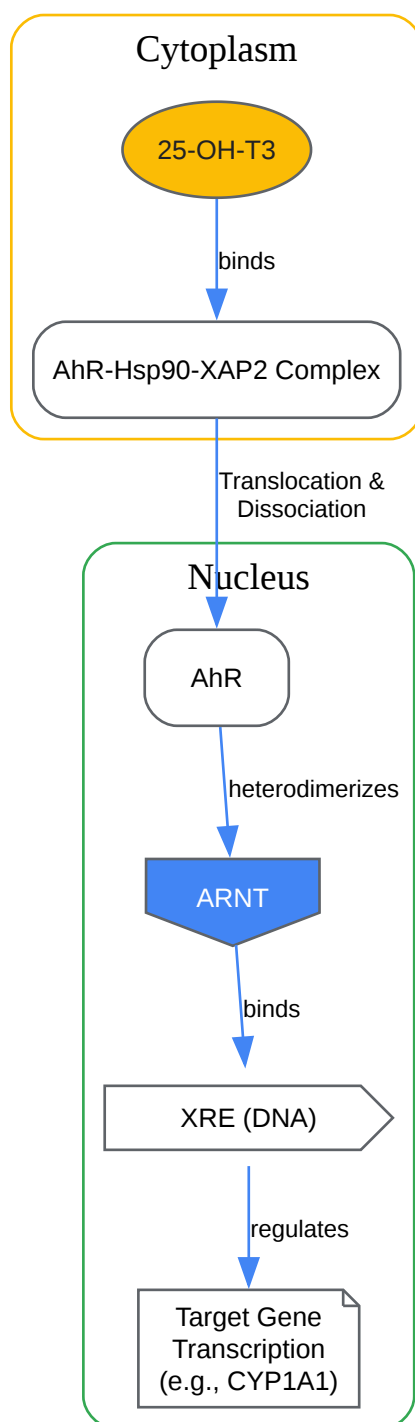 Cytoplasm
25-OH-T3
binds
AhR-Hsp90-XAP2 Complex
Translocation &
Dissociation
Nucleus
AhR
heterodimerizes
ARNT
binds
XRE (DNA)
regulates
Target Gene
Transcription
(e.g., CYP1A1)